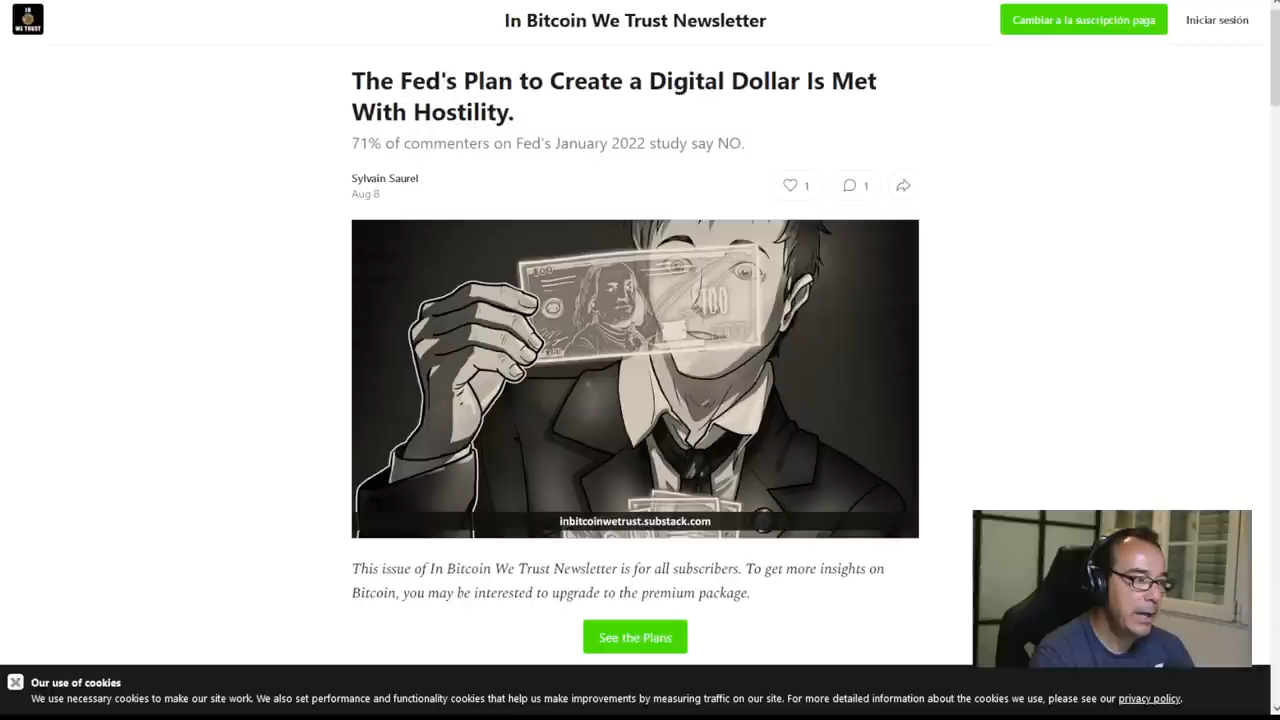 IN
WE TRUST
In Bitcoin We Trust Newsletter
Cambiar a la suscripción paga
Iniciar sesión
The Fed's Plan to Create a Digital Dollar Is Met
With Hostility.
71% of commenters on Fed's January 2022 study say NO.
Sylvain Saurel
Aug 8
1
1
100
100
inbitcoinwetrust.substack.com
This issue of In Bitcoin We Trust Newsletter is for all subscribers. To get more insights on
Bitcoin, you may be interested to upgrade to the premium package.
See the Plans
Our use of cookies
We use necessary cookies to make our site work. We also set performance and functionality cookies that help us make improvements by measuring traffic on our site. For more detailed information about the cookies we use, please see our privacy policy.